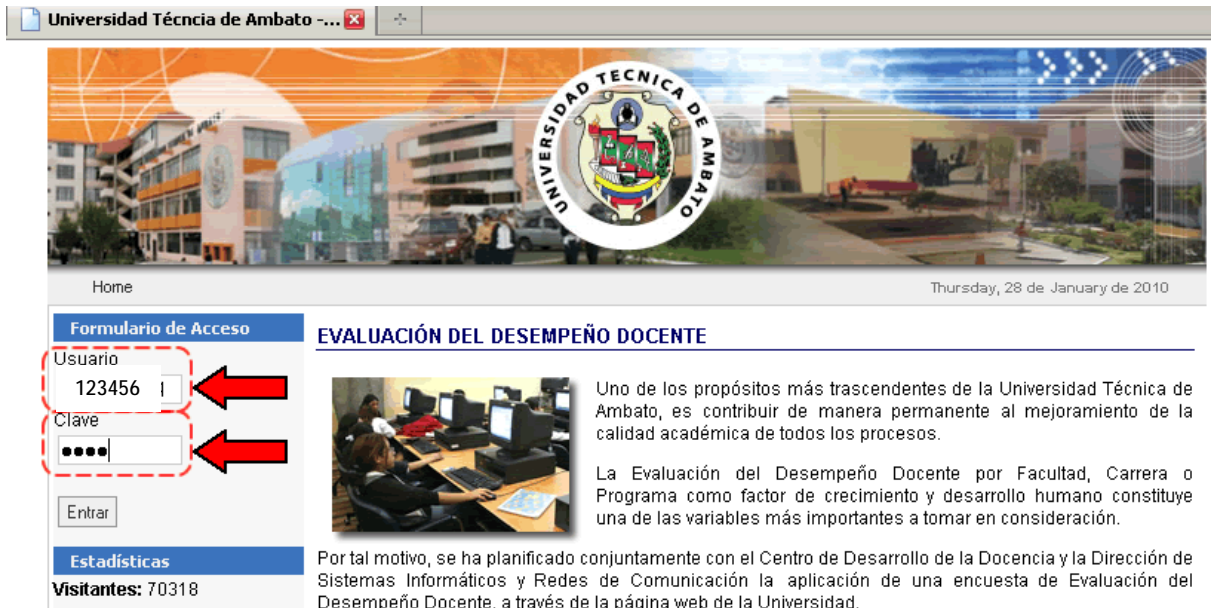 Universidad Técncia de Ambato -...
UNIVERSIDAD TECNICA DE AMBATO
Home
Thursday, 28 de January de 2010
Formulario de Acceso
Usuario
123456
Clave
Entrar
Estadísticas
Visitantes: 70318
EVALUACIÓN DEL DESEMPEÑO DOCENTE
Uno de los propósitos más trascendentes de la Universidad Técnica de
Ambato, es contribuir de manera permanente al mejoramiento de la
calidad académica de todos los procesos.
La Evaluación del Desempeño Docente por Facultad, Carrera o
Programa como factor de crecimiento y desarrollo humano constituye
una de las variables más importantes a tomar en consideración.
Por tal motivo, se ha planificado conjuntamente con el Centro de Desarrollo de la Docencia y la Dirección de
Sistemas Informáticos y Redes de Comunicación la aplicación de una encuesta de Evaluación del
Desempeño Docente, a través de la página web de la Universidad.